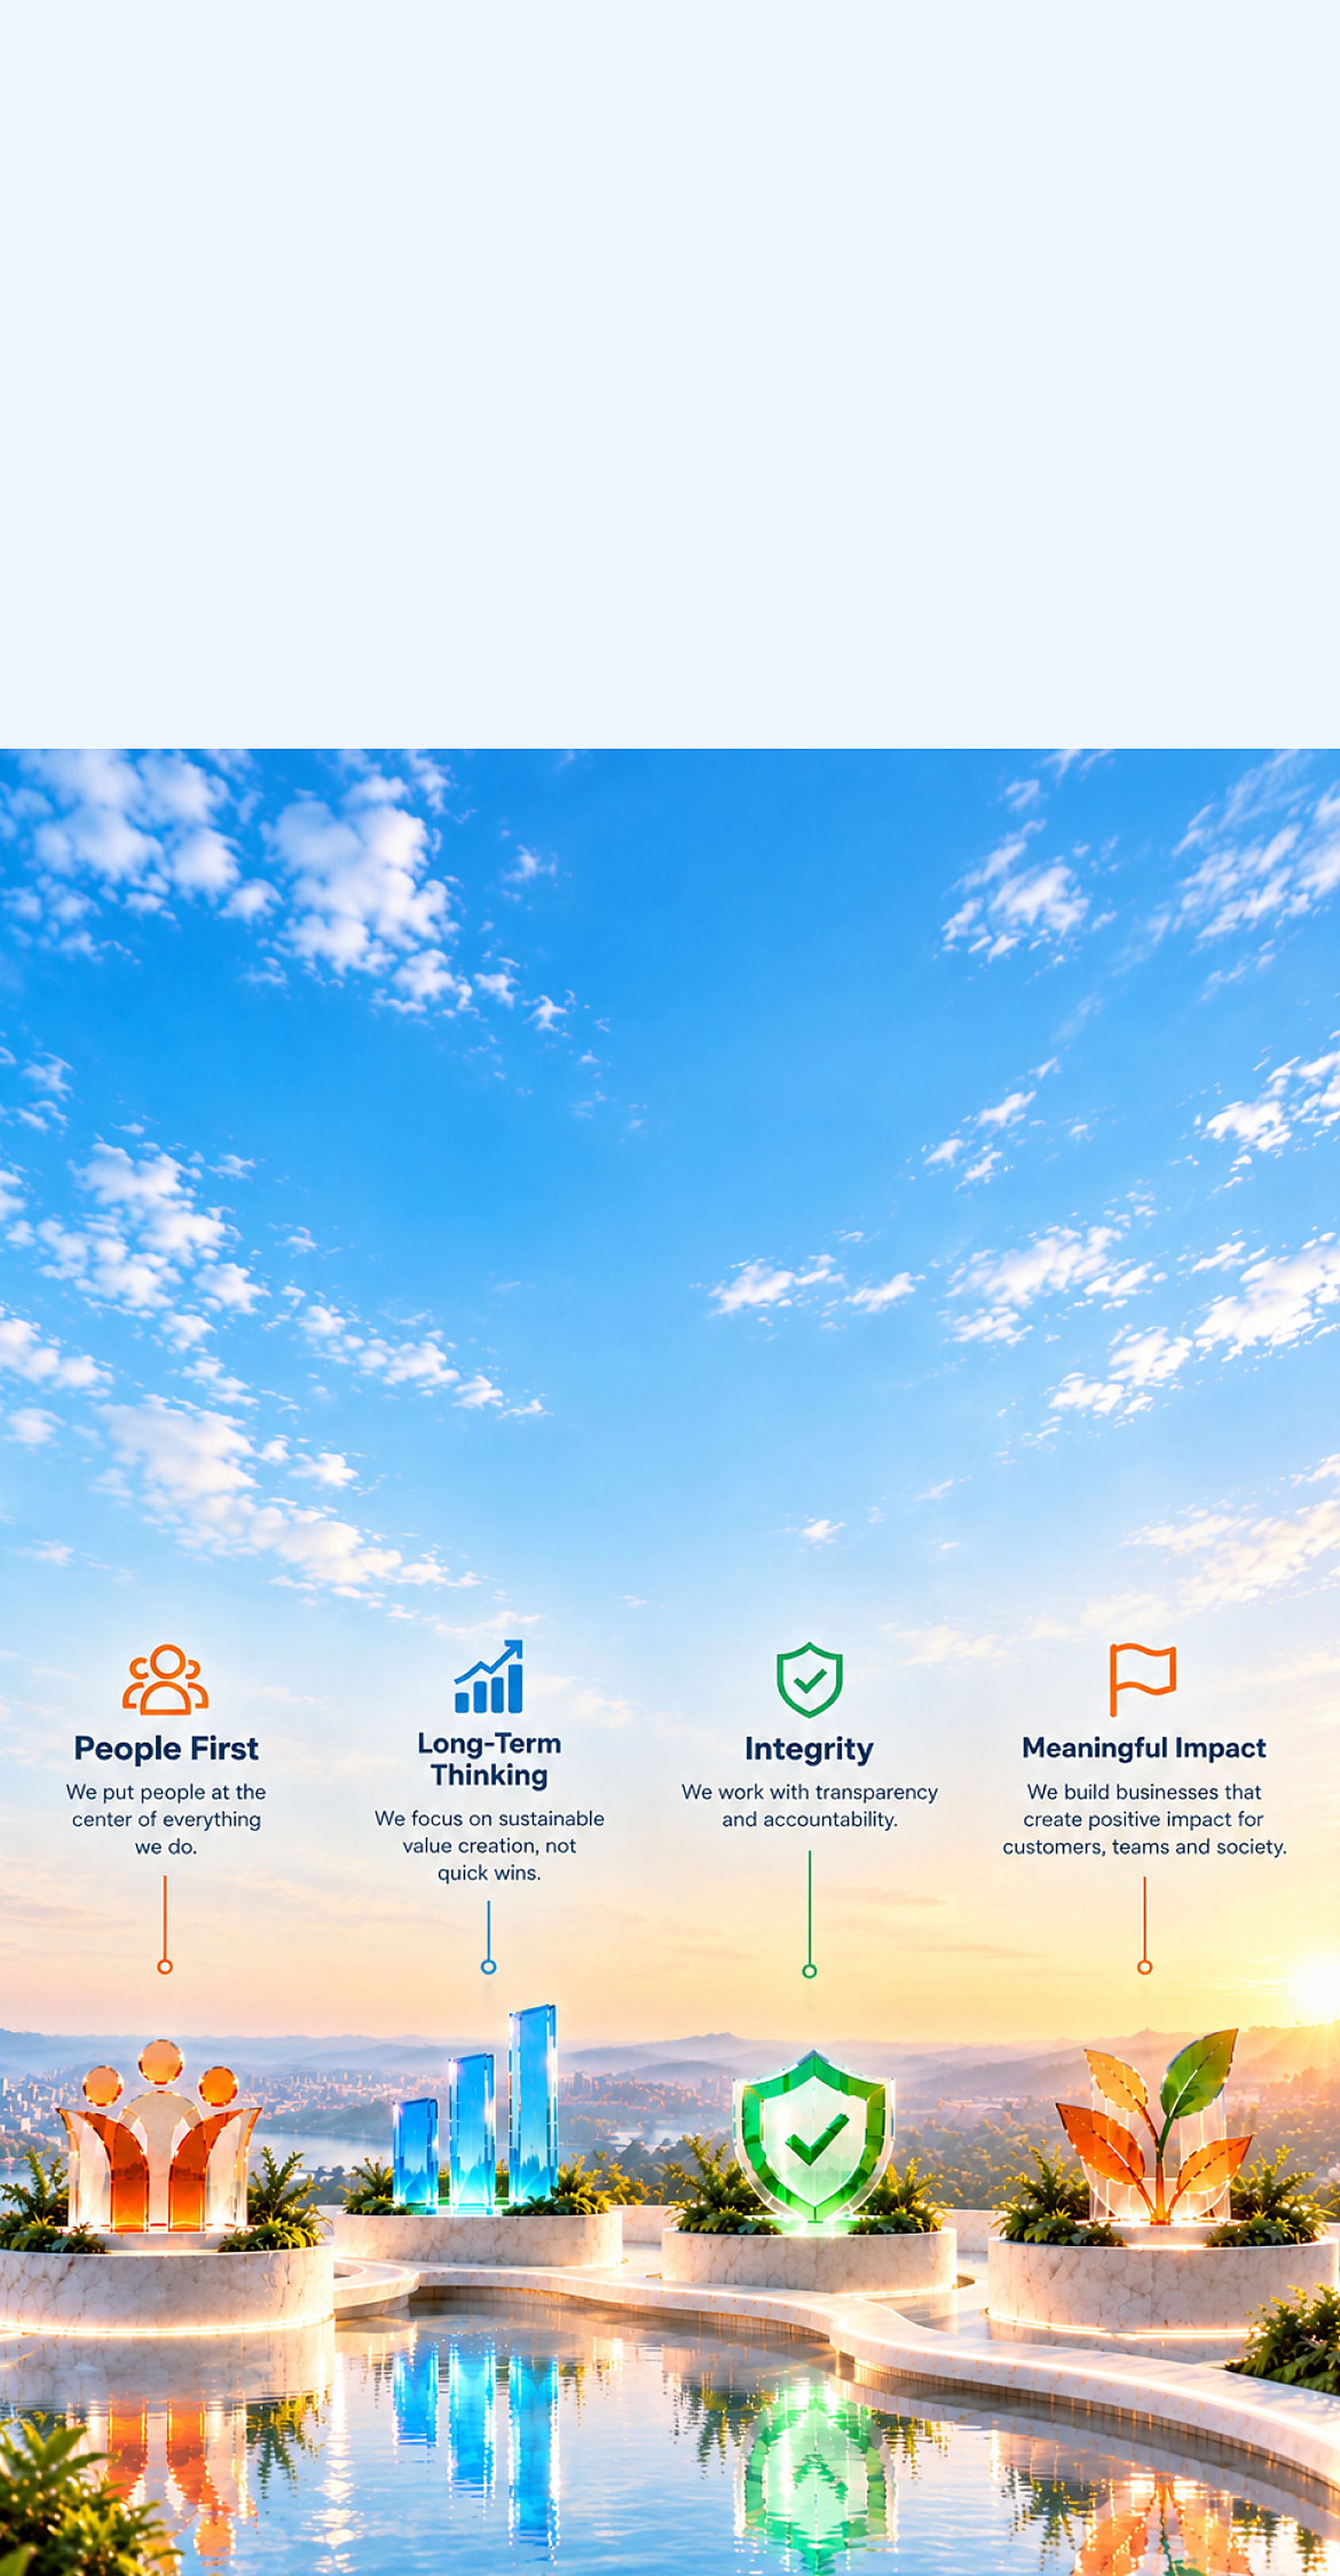 People First
We put people at the
center of everything
we do.
Long-Term
Thinking
We focus on sustainable
value creation, not
quick wins.
Integrity
We work with transparency
and accountability.
Meaningful Impact
We build businesses that
create positive impact for
customers, teams and society.